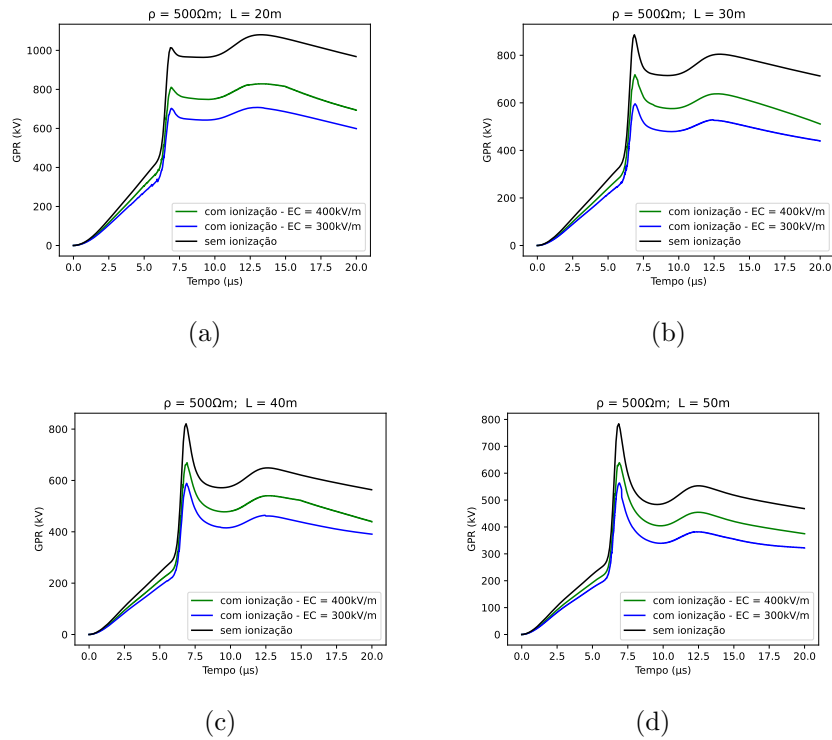 ρ = 500Ωm;  L = 20m
GPR (kV)
1000
800
600
400
200
0
com ionização - EC = 400kV/m
com ionização - EC = 300kV/m
sem ionização
0.0 2.5 5.0 7.5 10.0 12.5 15.0 17.5 20.0
Tempo (μs)
(a)
ρ = 500Ωm;  L = 30m
GPR (kV)
800
600
400
200
0
com ionização - EC = 400kV/m
com ionização - EC = 300kV/m
sem ionização
0.0 2.5 5.0 7.5 10.0 12.5 15.0 17.5 20.0
Tempo (μs)
(b)
ρ = 500Ωm;  L = 40m
GPR (kV)
800
600
400
200
0
com ionização - EC = 400kV/m
com ionização - EC = 300kV/m
sem ionização
0.0 2.5 5.0 7.5 10.0 12.5 15.0 17.5 20.0
Tempo (μs)
(c)
ρ = 500Ωm;  L = 50m
GPR (kV)
800
700
600
500
400
300
200
100
0
com ionização - EC = 400kV/m
com ionização - EC = 300kV/m
sem ionização
0.0 2.5 5.0 7.5 10.0 12.5 15.0 17.5 20.0
Tempo (μs)
(d)